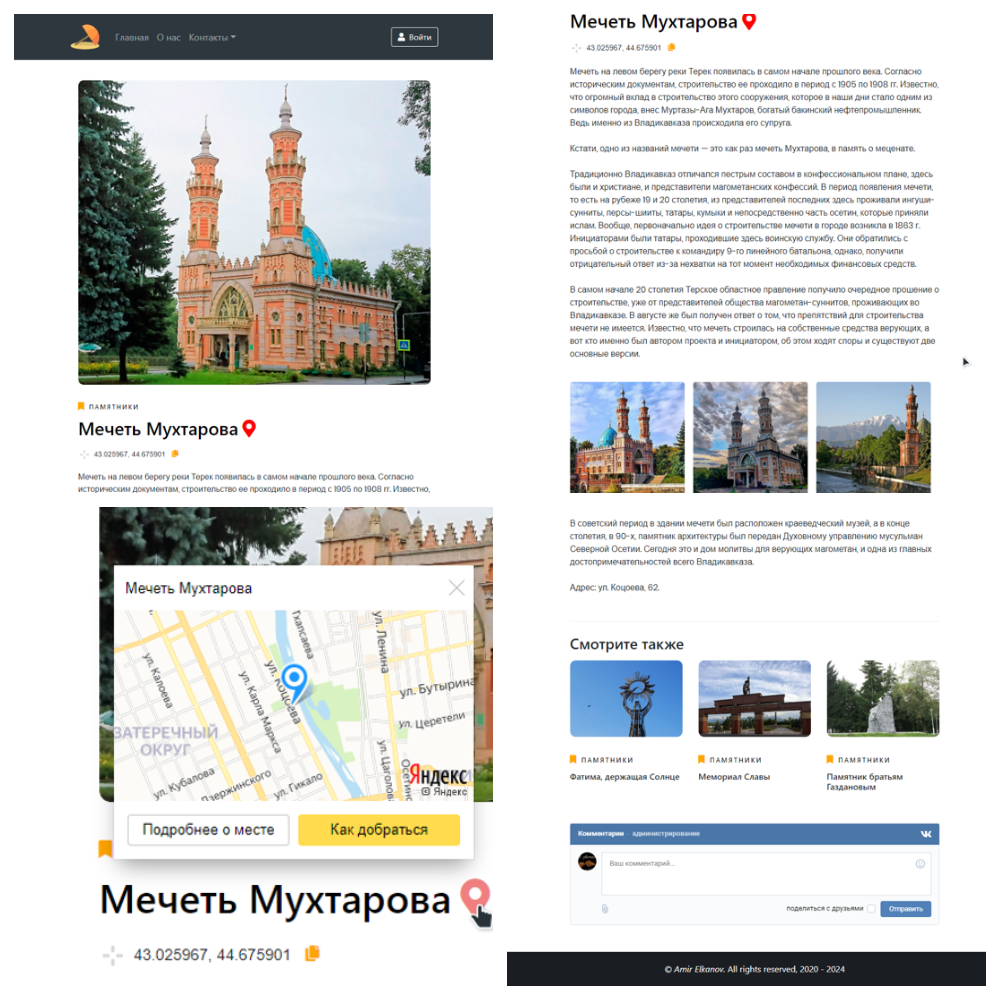 Главная О нас Контакты
Войти
ПАМЯТНИКИ
Мечеть Мухтарова
43.025967, 44.675901
Мечеть на левом берегу реки Терек появилась в самом начале прошлого века. Согласно
историческим документам, строительство ее проходило в период с 1905 по 1908 гг. Известно,
Мечеть Мухтарова
ул. Калоева
Тхапсаева
ул. Ленина
ул. Коцоева
ул. Карла Маркса
ул. Бутырина
ул. Церетели
ЗАТЕРЕЧНЫЙ
ОКРУГ
ул. Кубалова
Дзержинского
ул. Гикало
ул. Цаголова
Осетинс
Яндекс
© Яндекс
Подробнее о месте
Как добраться
Мечеть Мухтарова
43.025967, 44.675901
Мечеть Мухтарова
43.025967, 44.675901
Мечеть на левом берегу реки Терек появилась в самом начале прошлого века. Согласно
историческим документам, строительство ее проходило в период с 1905 по 1908 гг. Известно,
что огромный вклад в строительство этого сооружения, которое в наши дни стало одним из
символов города, внес Муртазы-Ага Мухтаров, богатый бакинский нефтепромышленник.
Ведь именно из Владикавказа происходила его супруга.
Кстати, одно из названий мечети — это как раз мечеть Мухтарова, в память о меценате.
Традиционно Владикавказ отличался пестрым составом в конфессиональном плане, здесь
были и христиане, и представители магометанских конфессий. В период появления мечети,
то есть на рубеже 19 и 20 столетия, из представителей последних здесь проживали ингуши-
сунниты, персы-шииты, татары, кумыки и непосредственно часть осетин, которые приняли
ислам. Вообще, первоначально идея о строительстве мечети в городе возникла в 1863 г.
Инициаторами были татары, проходившие здесь воинскую службу. Они обратились с
просьбой о строительстве к командиру 9-го линейного батальона, однако, получили
отрицательный ответ из-за нехватки на тот момент необходимых финансовых средств.
В самом начале 20 столетия Терское областное правление получило очередное прошение о
строительстве, уже от представителей общества магометан-суннитов, проживающих во
Владикавказе. В августе же был получен ответ о том, что препятствий для строительства
мечети не имеется. Известно, что мечеть строилась на собственные средства верующих, а
вот кто именно был автором проекта и инициатором, об этом ходят споры и существуют две
основные версии.
В советский период в здании мечети был расположен краеведческий музей, а в конце
столетия, в 90-х, памятник архитектуры был передан Духовному управлению мусульман
Северной Осетии. Сегодня это и дом молитвы для верующих магометан, и одна из главных
достопримечательностей всего Владикавказа.
Адрес: ул. Коцоева, 62.
Смотрите также
ПАМЯТНИКИ
Фатима, держащая Солнце
ПАМЯТНИКИ
Мемориал Славы
ПАМЯТНИКИ
Памятник братьям
Газдановым
Комментарии администрирование
Ваш комментарий...
поделиться с друзьями
Отправить
© Amir Elkanov. All rights reserved, 2020 - 2024